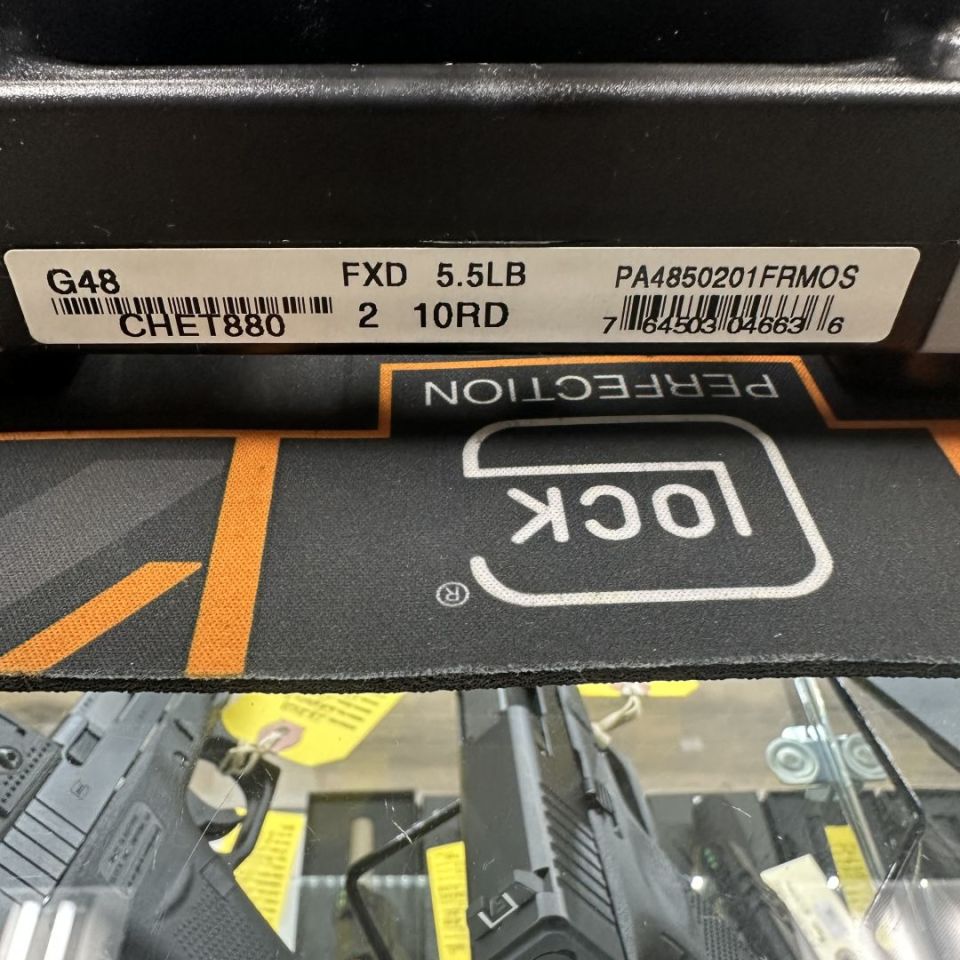 G48
CHET880
FXD 5.5LB
2 10RD
PA4850201FRMOS
7 64503 04663 6
PERFECTION
GLOCK
®